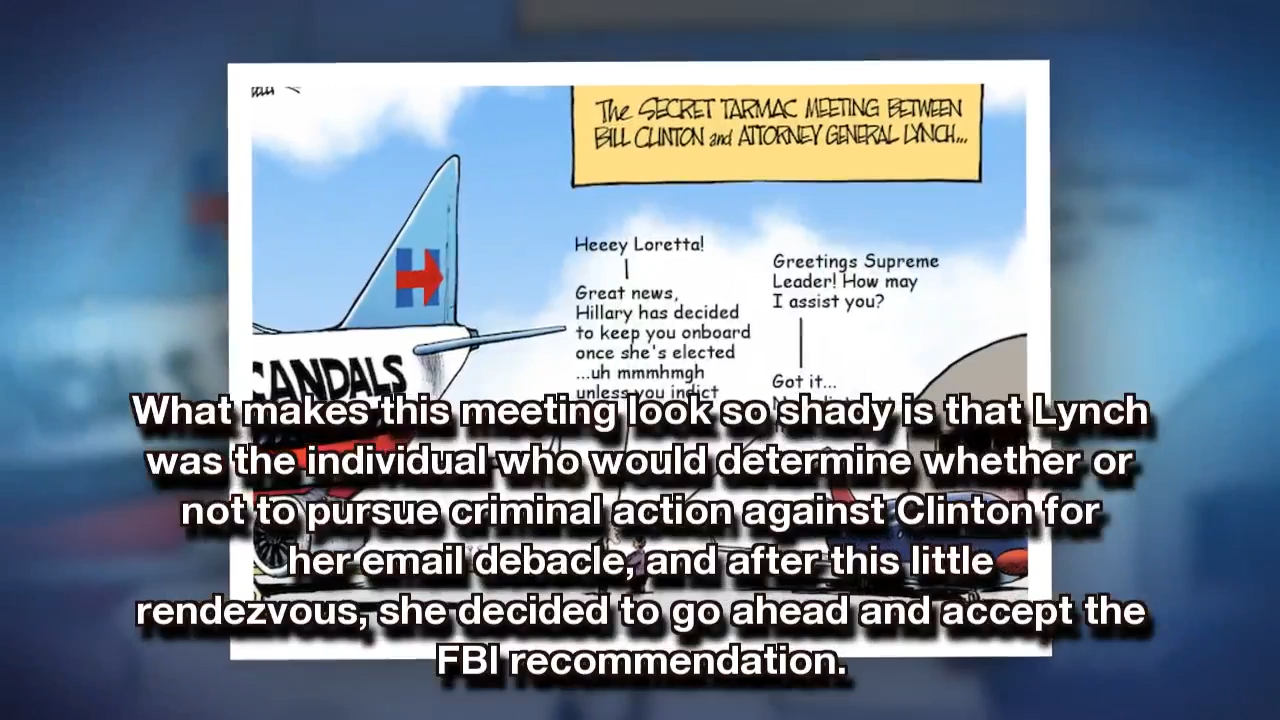 The SECRET TARMAC MEETING BETWEEN
BILL CLINTON and ATTORNEY GENERAL LYNCH...
Heeey Loretta!
Great news,
Hillary has decided
to keep you onboard
once she's elected
...uh mmmhmgh
unless you indict
Greetings Supreme
Leader! How may
I assist you?
Got it...
H
CANDALS
What makes this meeting look so shady is that Lynch
was the individual who would determine whether or
not to pursue criminal action against Clinton for
her email debacle, and after this little
rendezvous, she decided to go ahead and accept the
FBI recommendation.